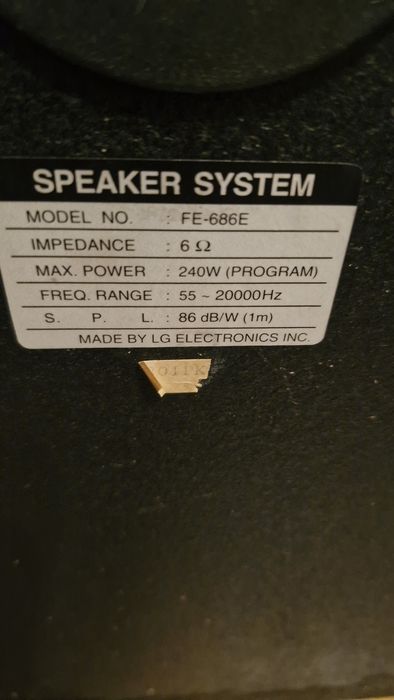 SPEAKER SYSTEM
MODEL NO. : FE-686E
IMPEDANCE : 6 Ω
MAX. POWER : 240W (PROGRAM)
FREQ. RANGE : 55 ~ 20000Hz
S. P. L. : 86 dB/W (1m)
MADE BY LG ELECTRONICS INC.